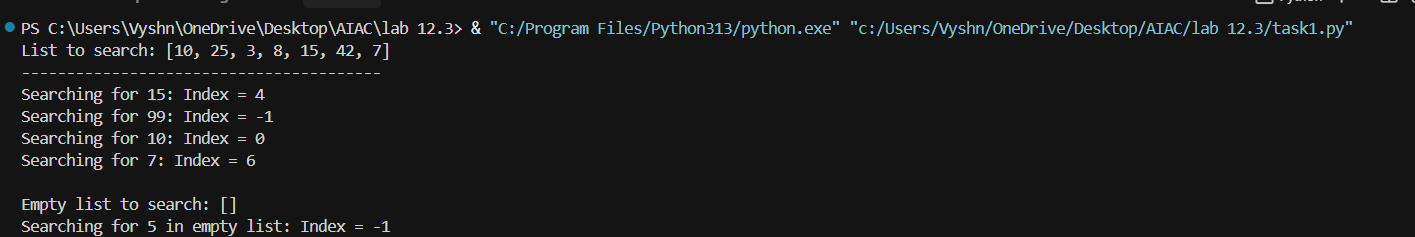 PS C:\Users\Vyshn\OneDrive\Desktop\AIAC\lab 12.3> & "C:/Program Files/Python313/python.exe" "c:/Users/Vyshn/OneDrive/Desktop/AIAC/lab 12.3/task1.py"
List to search: [10, 25, 3, 8, 15, 42, 7]
----------------------------------------
Searching for 15: Index = 4
Searching for 99: Index = -1
Searching for 10: Index = 0
Searching for 7: Index = 6
Empty list to search: []
Searching for 5 in empty list: Index = -1